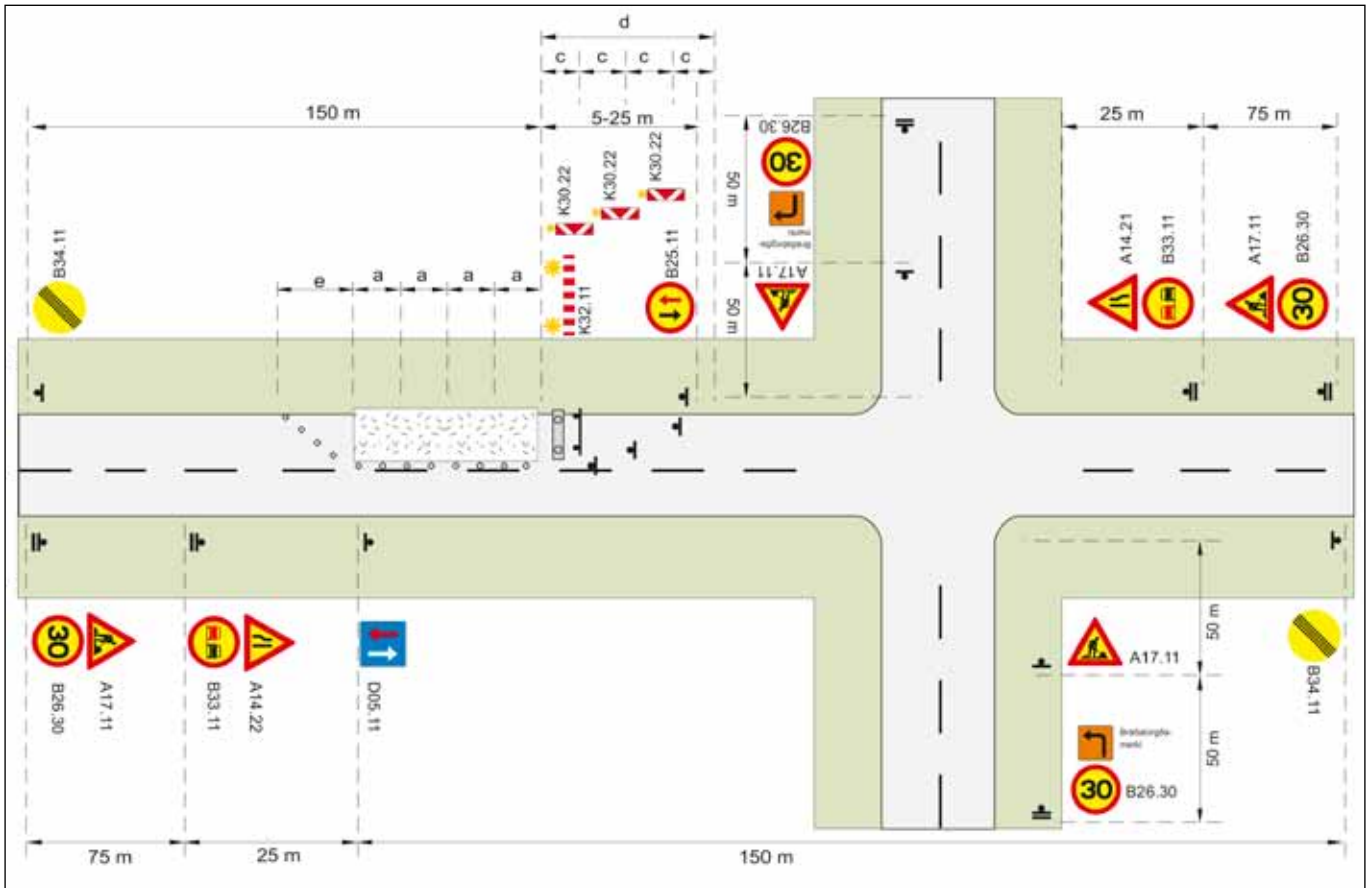 d
c c c c
150 m
5-25 m
25 m
75 m
K30.22
K30.22
K30.22
B26.30
30
50 m
B34.11
e a a a a
K32.11
B25.11
A17.11
50 m
A14.21
B33.11
A17.11
B26.30
30
30
B26.30
A17.11
B33.11
A14.22
D05.11
A17.11
50 m
B34.11
50 m
30
B26.30
75 m
25 m
150 m